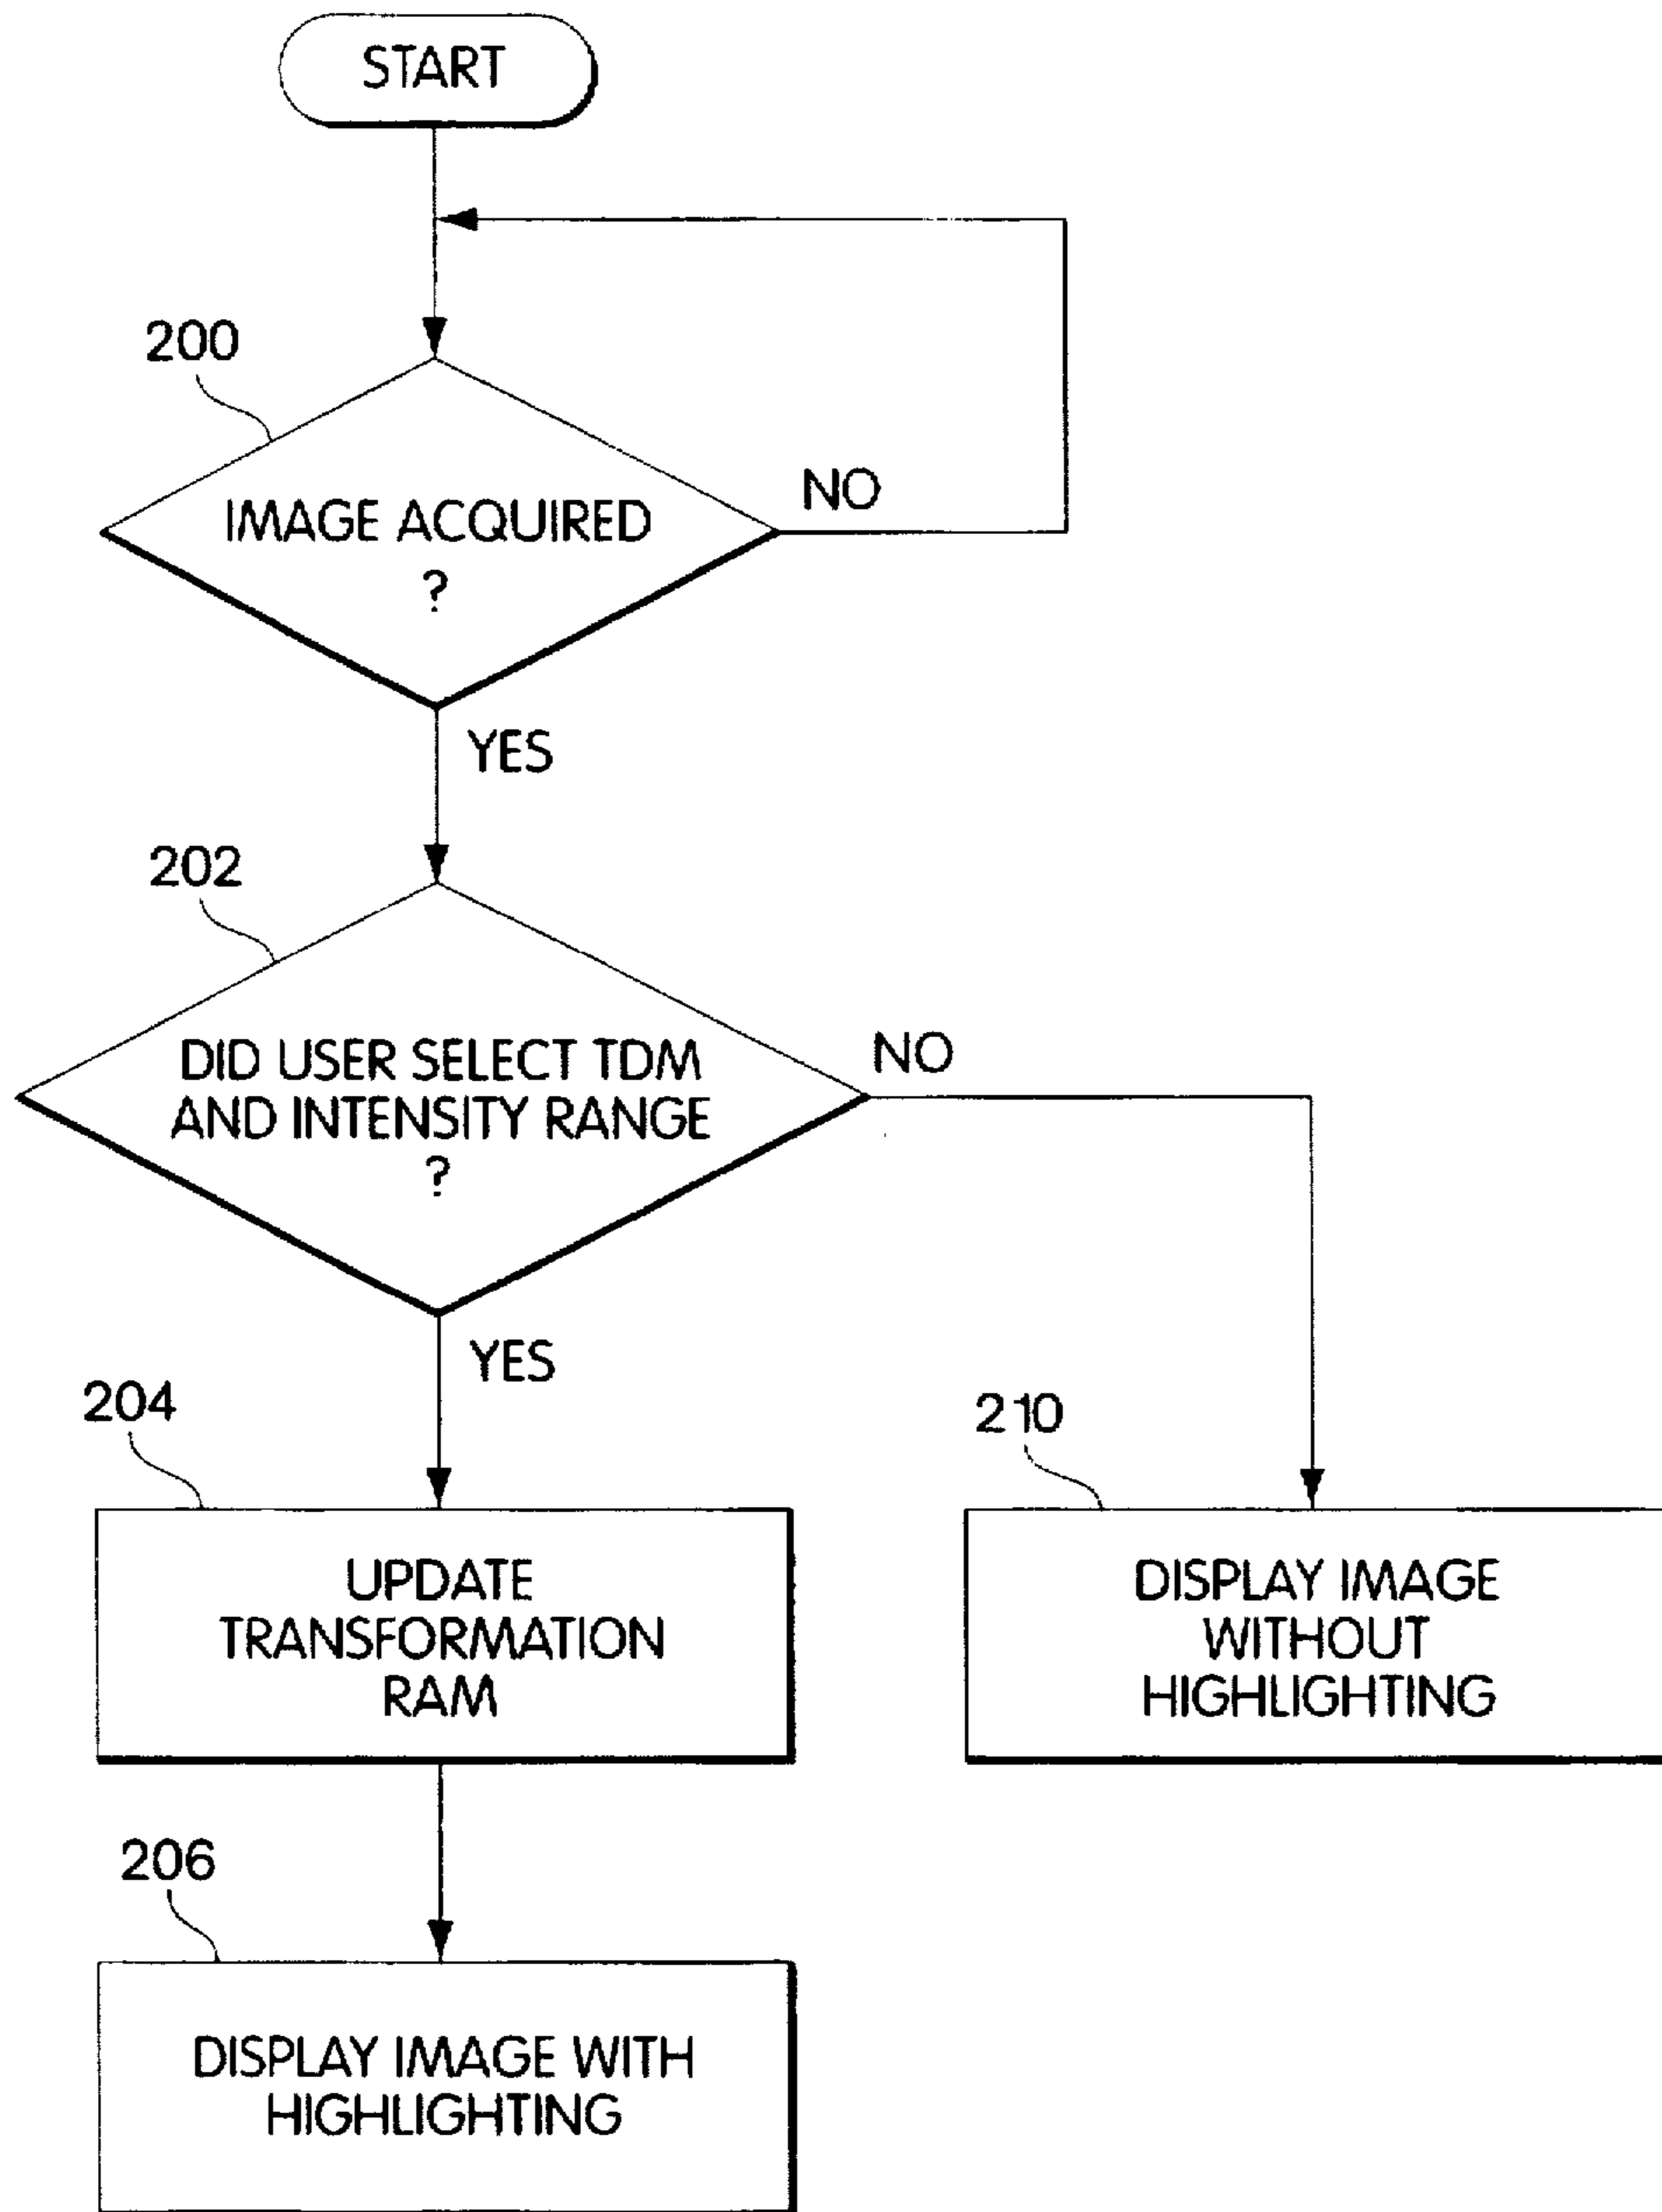 START
200
IMAGE ACQUIRED
?
NO
YES
202
DID USER SELECT TDM
AND INTENSITY RANGE
?
NO
YES
204
UPDATE
TRANSFORMATION
RAM
210
DISPLAY IMAGE
WITHOUT
HIGHLIGHTING
206
DISPLAY IMAGE WITH
HIGHLIGHTING